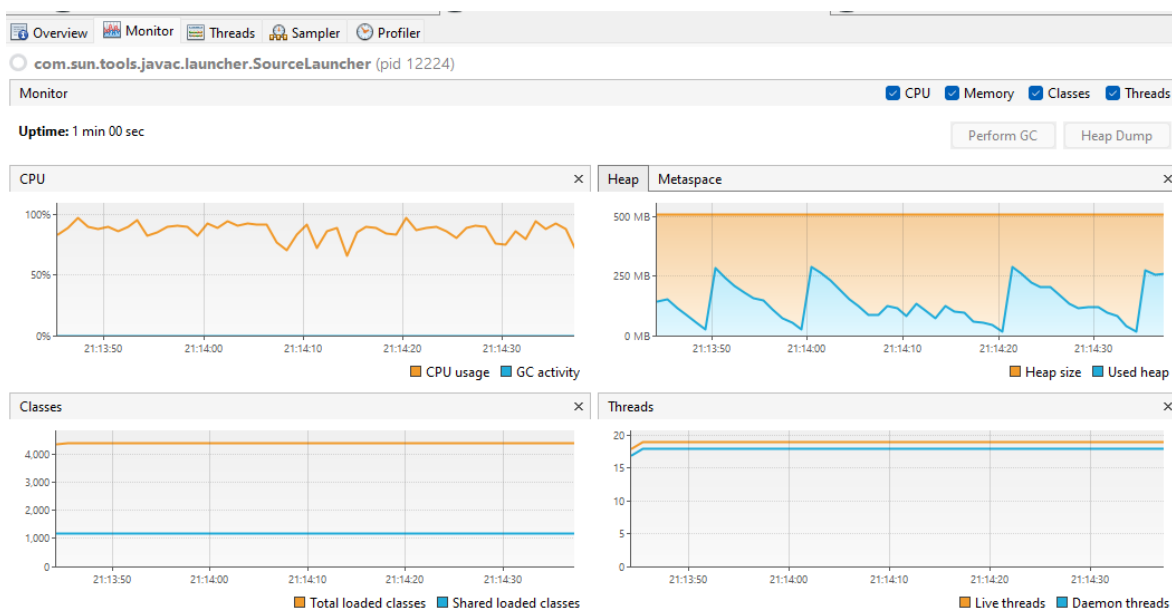 Overview Monitor Threads Sampler Profiler
com.sun.tools.javac.launcher.SourceLauncher (pid 12224)
Monitor CPU Memory Classes Threads
Uptime: 1 min 00 sec Perform GC Heap Dump
CPU ×
100%
50%
0%
21:13:50 21:14:00 21:14:10 21:14:20 21:14:30
CPU usage GC activity
Heap Metaspace ×
500 MB
250 MB
0 MB
21:13:50 21:14:00 21:14:10 21:14:20 21:14:30
Heap size Used heap
Classes ×
4,000
3,000
2,000
1,000
0
21:13:50 21:14:00 21:14:10 21:14:20 21:14:30
Total loaded classes Shared loaded classes
Threads ×
20
15
10
5
0
21:13:50 21:14:00 21:14:10 21:14:20 21:14:30
Live threads Daemon threads